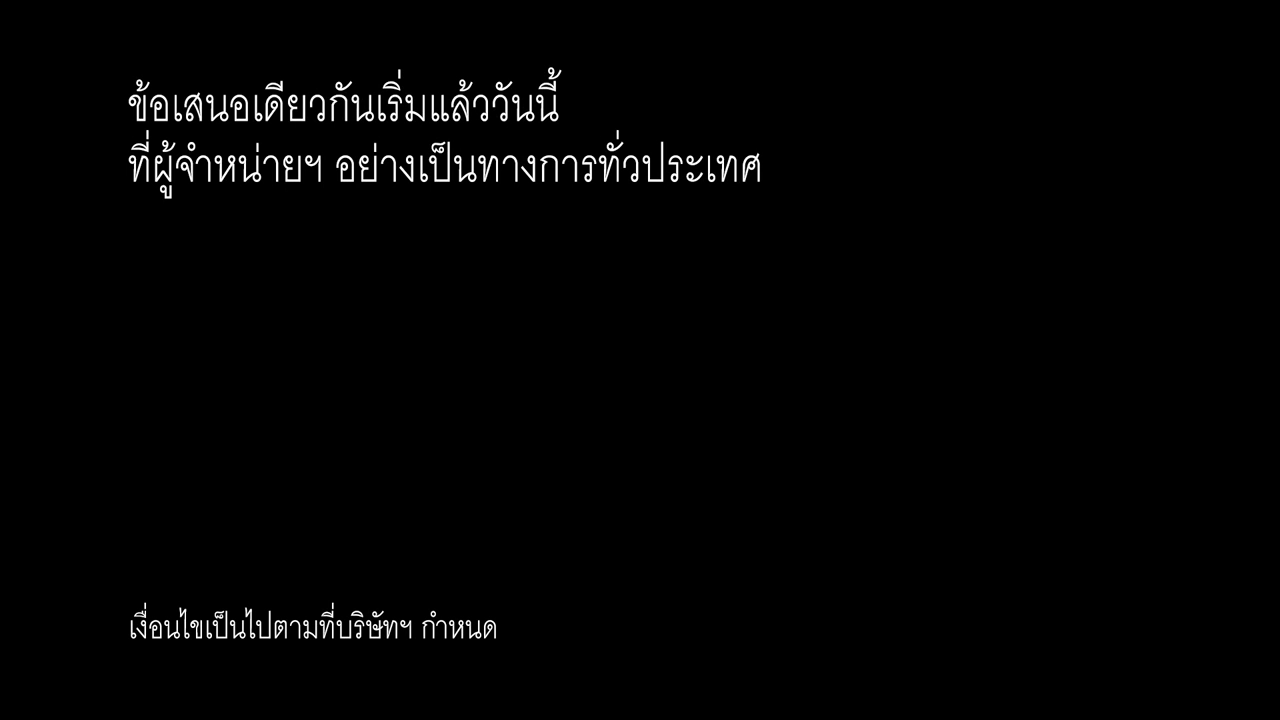 ข้อเสนอเดียวกันเริ่มแล้ววันนี้
ที่ผู้จำหน่ายฯ อย่างเป็นทางการทั่วประเทศ
เงื่อนไขเป็นไปตามที่บริษัทฯ กำหนด